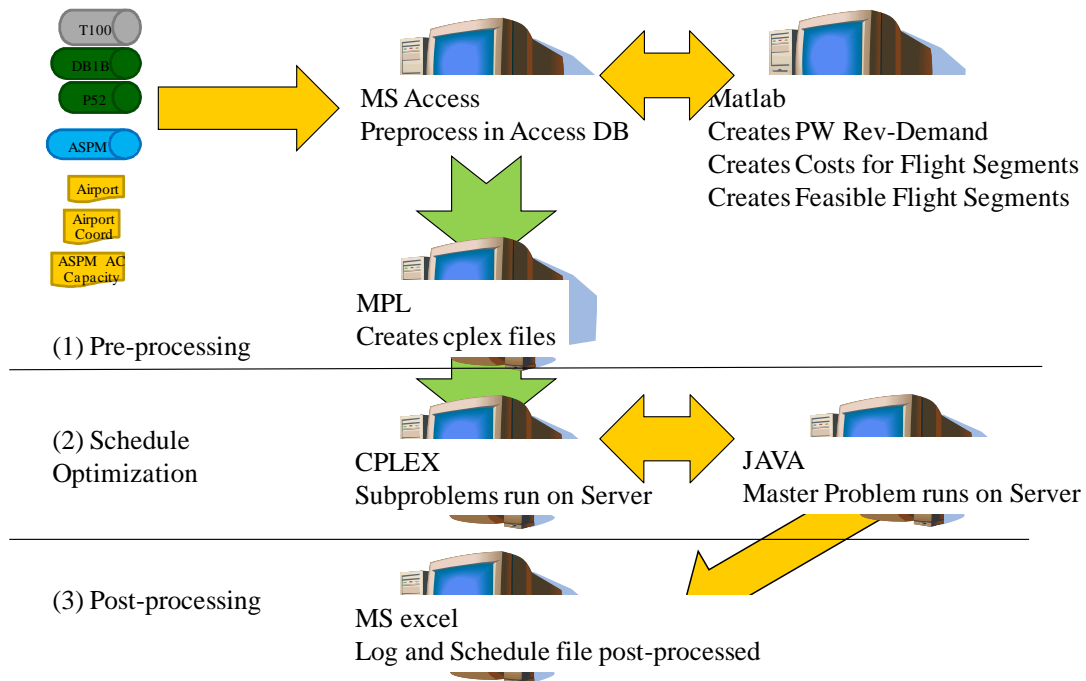 T100
DB1B
P52
ASPM
Airport
Airport
Coord
ASPM AC
Capacity
MS Access
Preprocess in Access DB
Matlab
Creates PW Rev-Demand
Creates Costs for Flight Segments
Creates Feasible Flight Segments
MPL
Creates cplex files
(1) Pre-processing
(2) Schedule
Optimization
CPLEX
Subproblems run on Server
JAVA
Master Problem runs on Server
(3) Post-processing
MS excel
Log and Schedule file post-processed